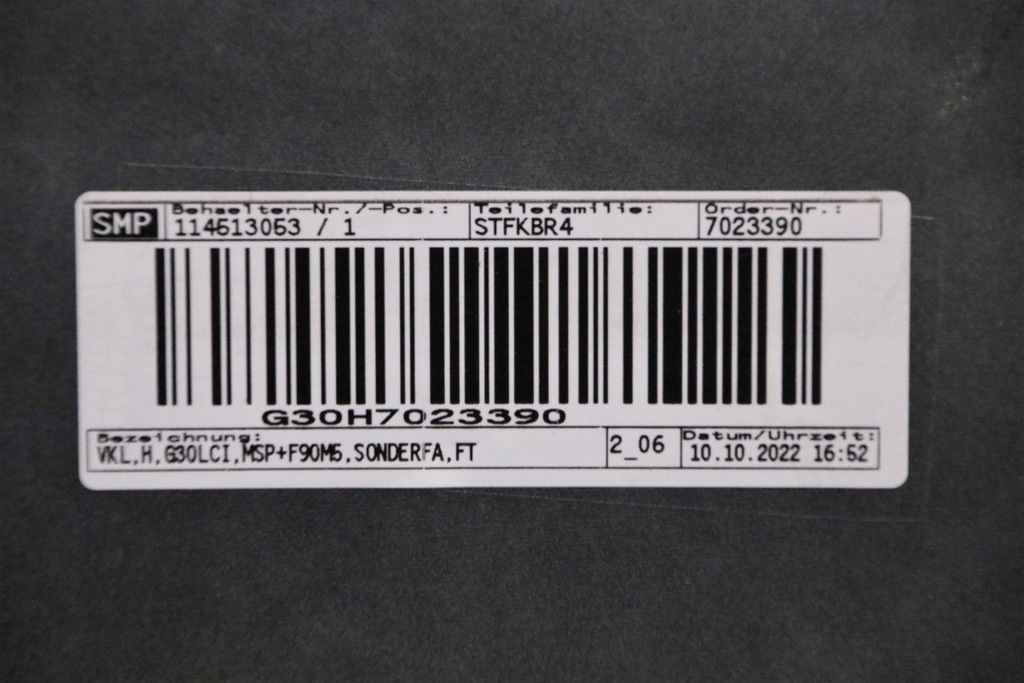 SMP Behaelter-Nr./-Pos.: Teilefamilie: Order-Nr.:
114613063 / 1 STFKBR4 7023390
G30H7023390
Bezeichnung: 2_06 Datum/Uhrzeit:
VKL,H,G30LCI,MSP+F90M5,SONDERFA,FT 10.10.2022 16:52